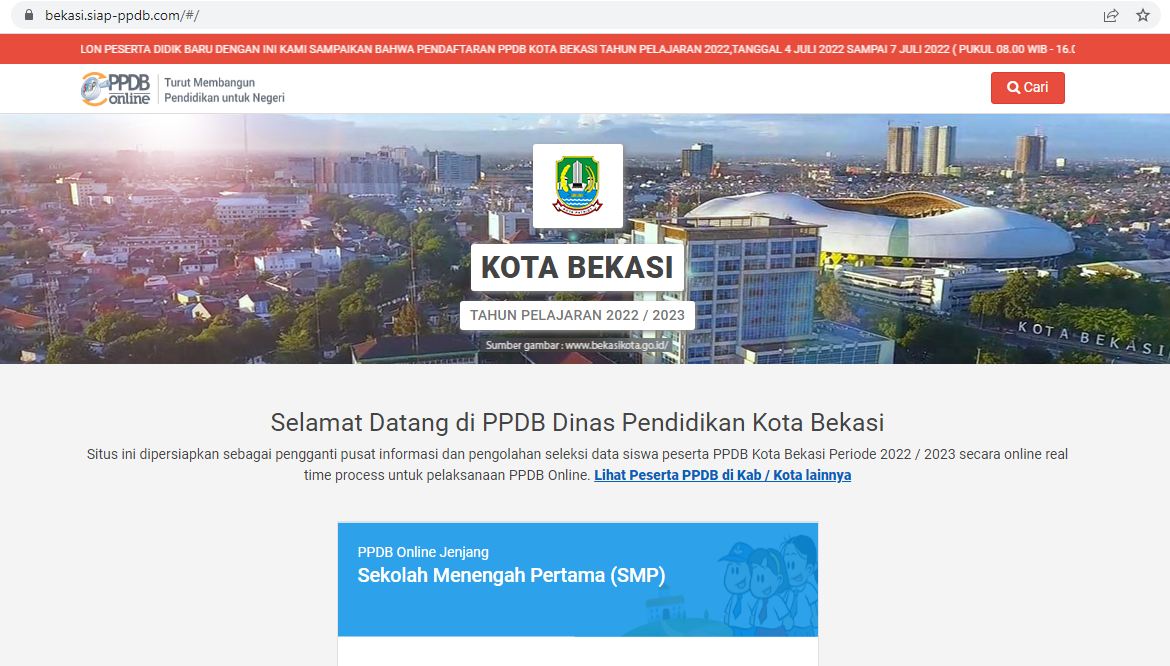 bekasi.siap-ppdb.com/#/
LON PESERTA DIDIK BARU DENGAN INI KAMI SAMPAIKAN BAHWA PENDAFTARAN PPDB KOTA BEKASI TAHUN PELAJARAN 2022,TANGGAL 4 JULI 2022 SAMPAI 7 JULI 2022 ( PUKUL 08.00 WIB - 16.0
PPDB online
Turut Membangun
Pendidikan untuk Negeri
Cari
KOTA BEKASI
TAHUN PELAJARAN 2022 / 2023
Sumber gambar : www.bekasikota.go.id/
KOTA BEKASI
Selamat Datang di PPDB Dinas Pendidikan Kota Bekasi
Situs ini dipersiapkan sebagai pengganti pusat informasi dan pengolahan seleksi data siswa peserta PPDB Kota Bekasi Periode 2022 / 2023 secara online real
time process untuk pelaksanaan PPDB Online. Lihat Peserta PPDB di Kab / Kota lainnya
PPDB Online Jenjang
Sekolah Menengah Pertama (SMP)